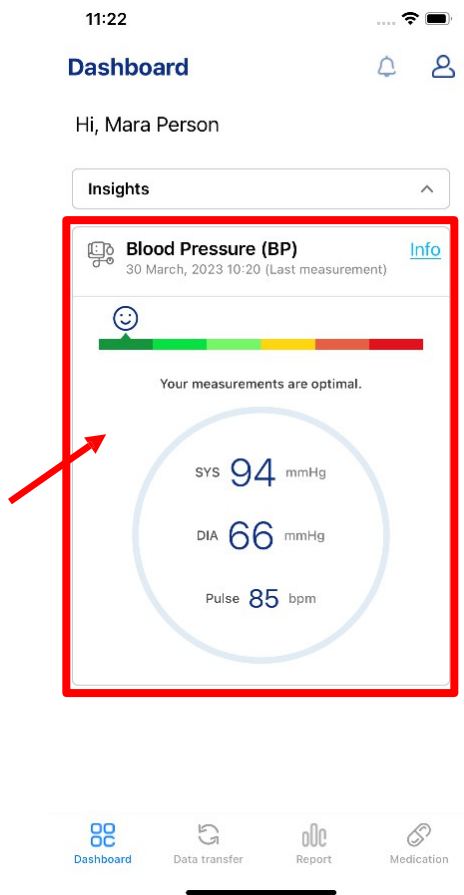 11:22
Dashboard
Hi, Mara Person
Insights
Blood Pressure (BP) Info
30 March, 2023 10:20 (Last measurement)
Your measurements are optimal.
SYS 94 mmHg
DIA 66 mmHg
Pulse 85 bpm
Dashboard Data transfer Report Medication